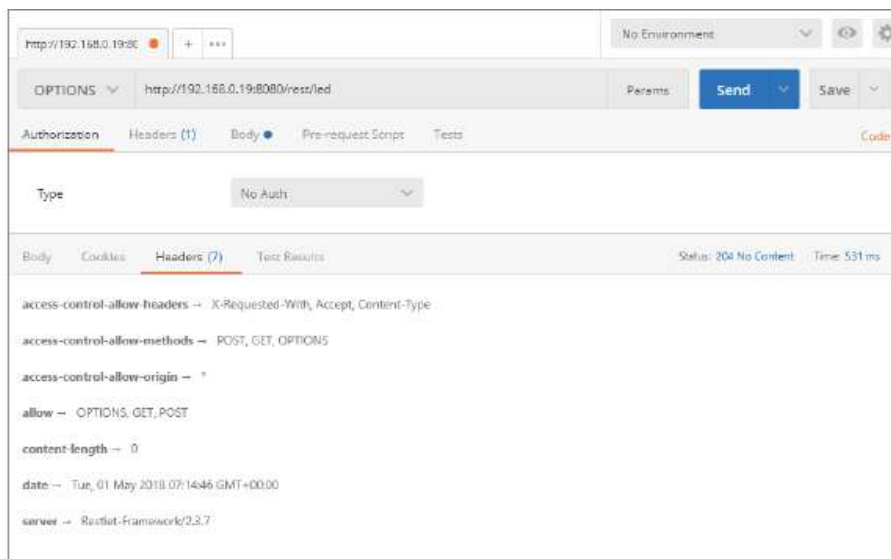 No Environment
http://192.168.0.19:80
+ •••
OPTIONS http://192.168.0.19:8080/rest/led Params Send Save
Authorization Headers (1) Body Pre-request Script Tests Code
Type No Auth
Body Cookies Headers (7) Test Results Status: 204 No Content Time: 531 ms
access-control-allow-headers → X-Requested-With, Accept, Content-Type
access-control-allow-methods → POST, GET, OPTIONS
access-control-allow-origin → *
allow → OPTIONS, GET, POST
content-length → 0
date → Tue, 01 May 2018 07:14:46 GMT+00:00
server → Restlet-Framework/2.3.7